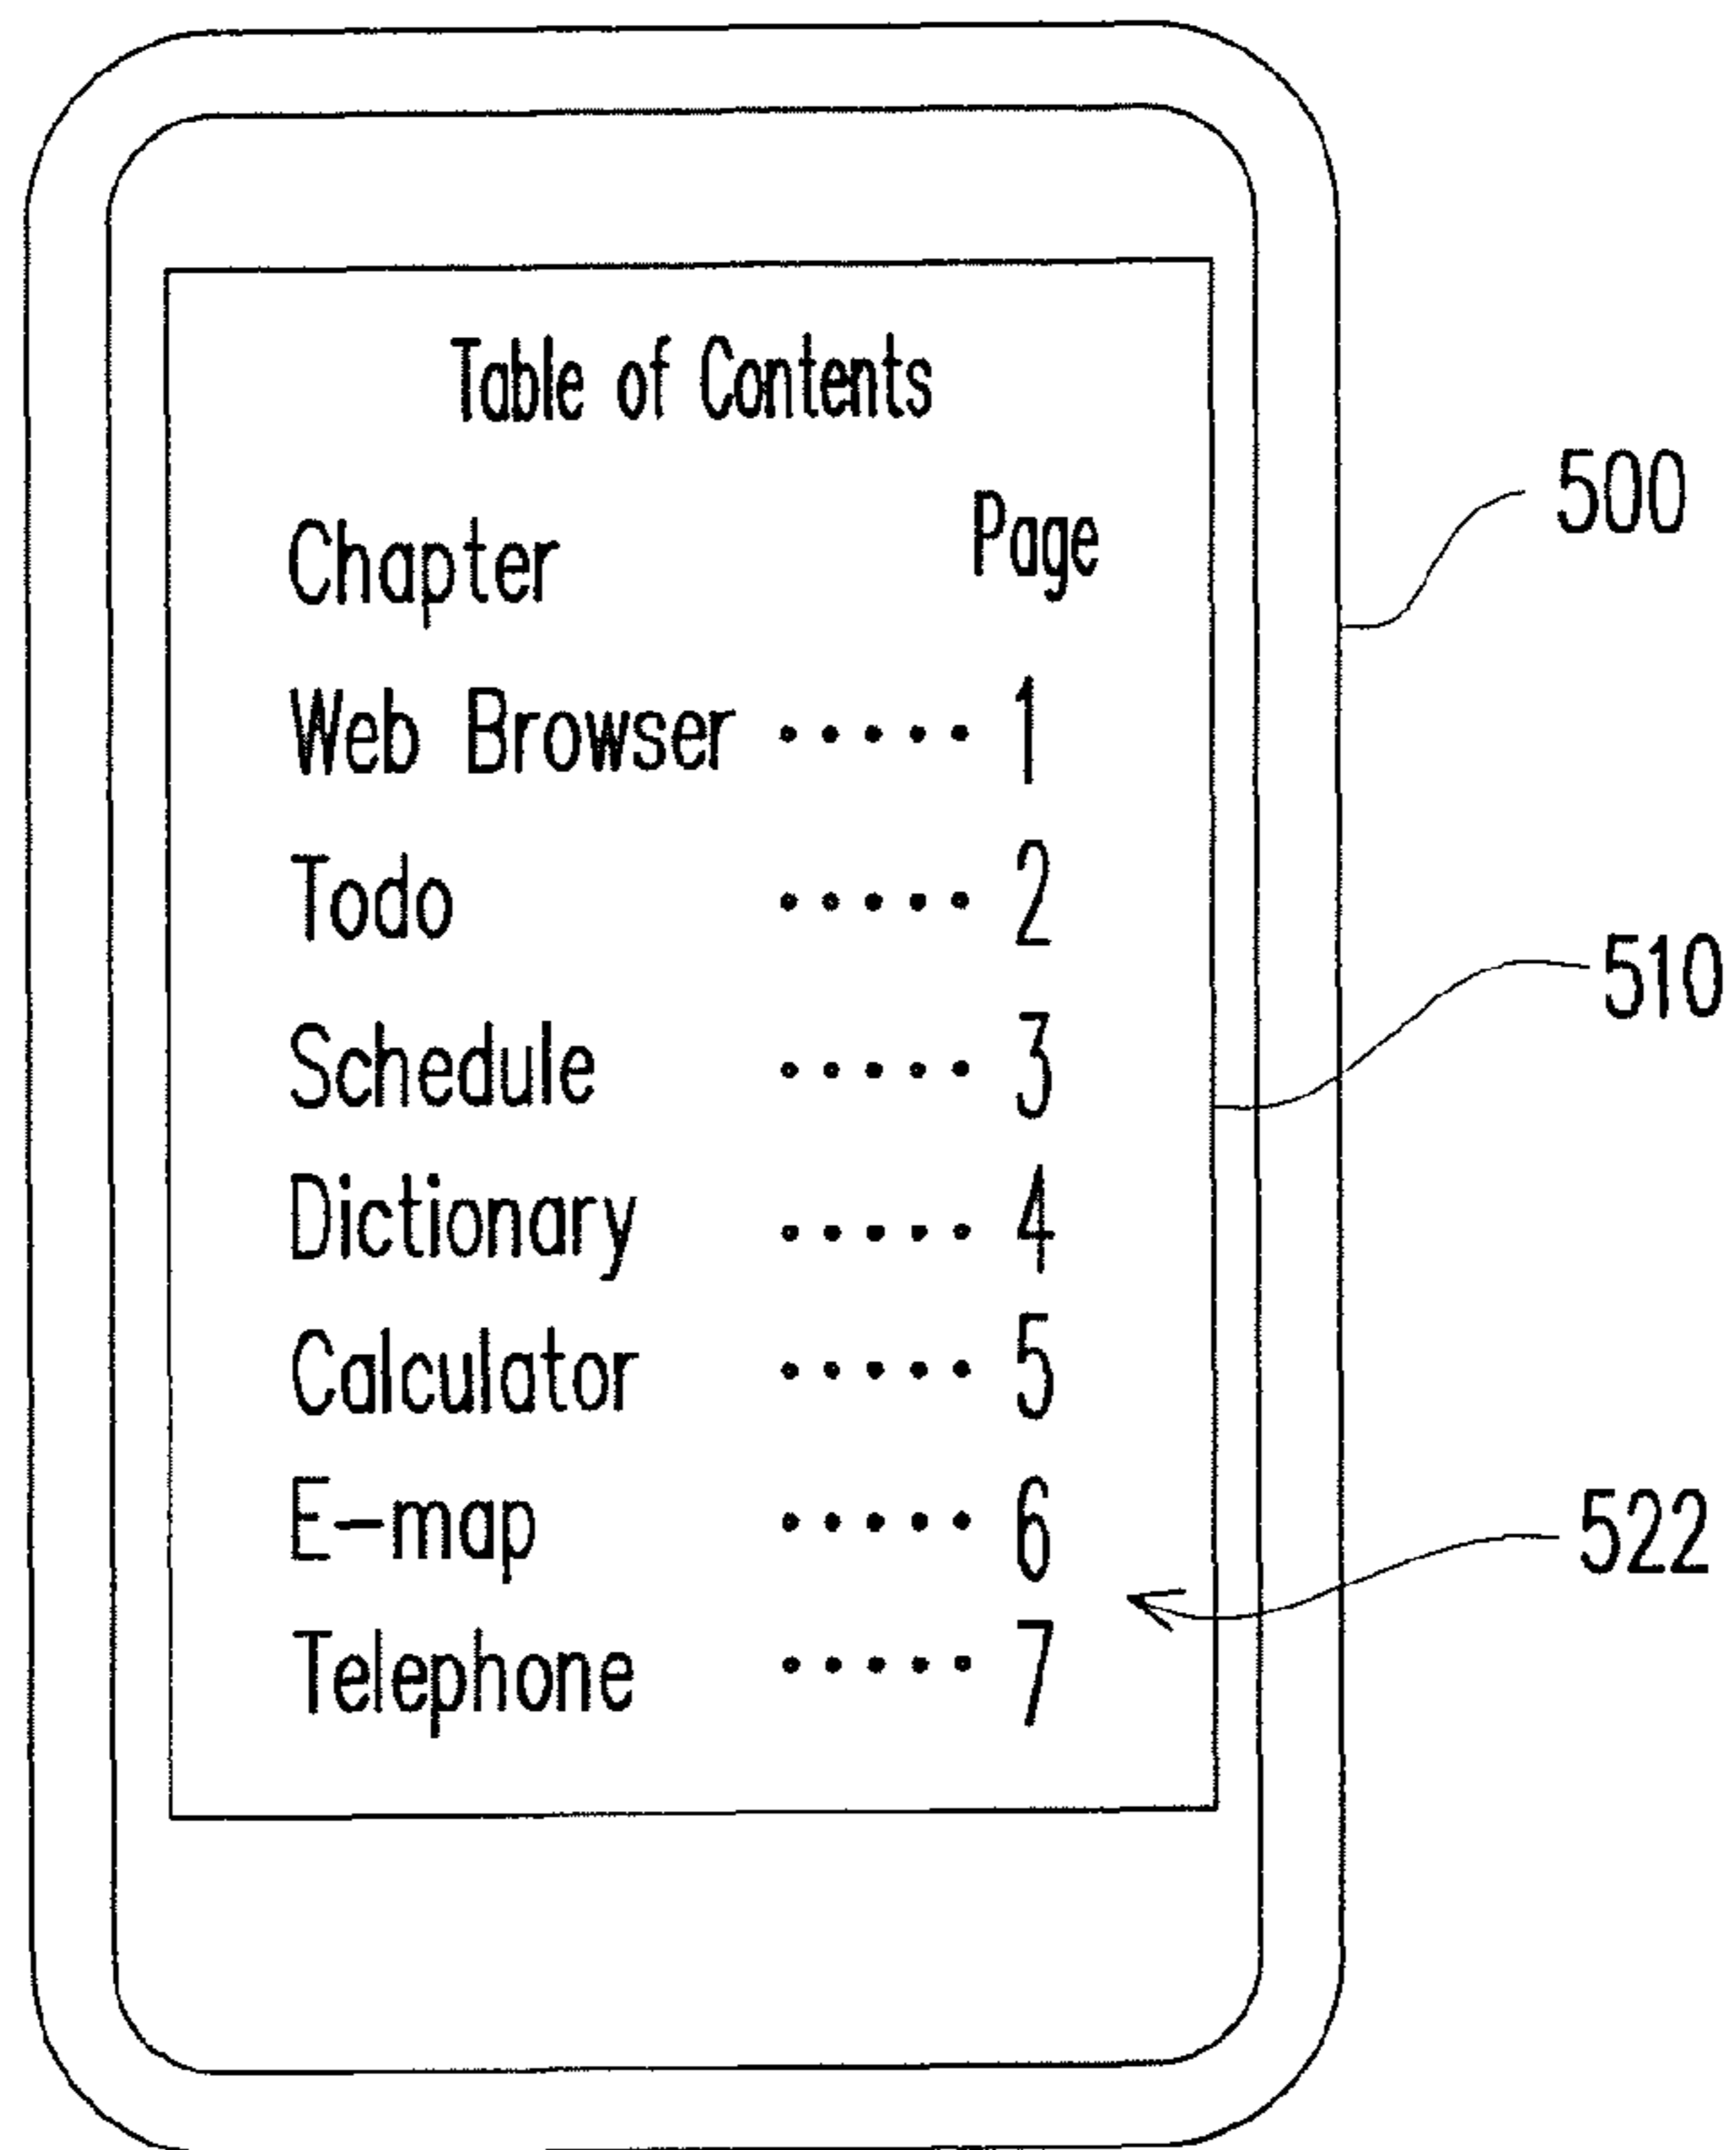 Table of Contents
Chapter Page
Web Browser ····· 1
Todo ····· 2
Schedule ····· 3
Dictionary ····· 4
Calculator ····· 5
E-map ····· 6
Telephone ····· 7
500
510
522